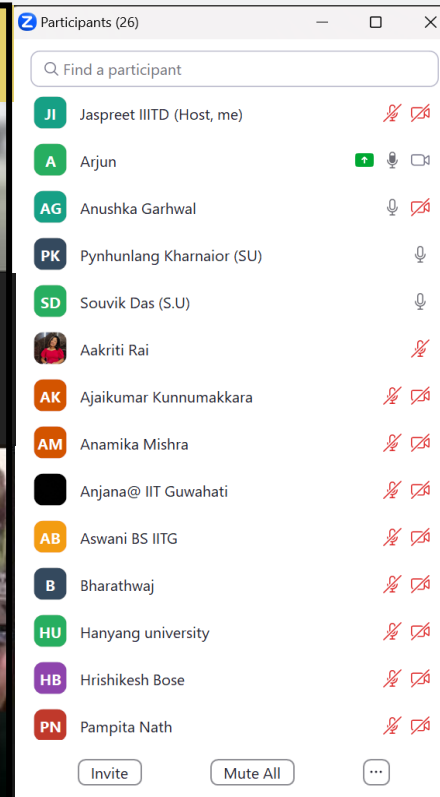 Participants (26)
Find a participant
JI Jaspreet IIITD (Host, me)
A Arjun
AG Anushka Garhwal
PK Pynhunlang Kharnaior (SU)
SD Souvik Das (S.U)
Aakriti Rai
AK Ajaikumar Kunnumakkara
AM Anamika Mishra
Anjana@ IIT Guwahati
AB Aswani BS IITG
B Bharathwaj
HU Hanyang university
HB Hrishikesh Bose
PN Pampita Nath
Invite Mute All ...